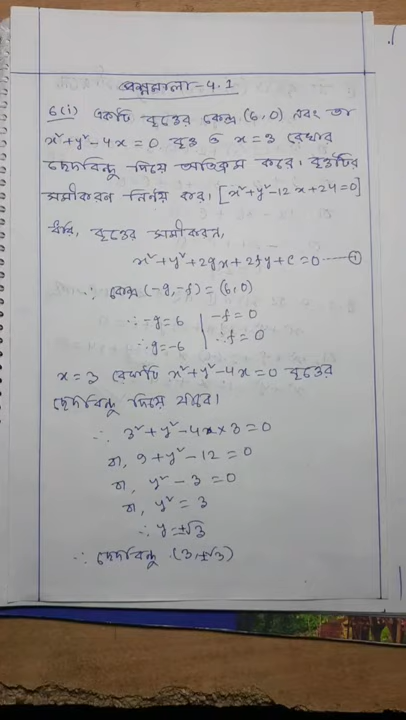 প্রশ্নমালা-4.1
6(i) একটি বৃত্তের কেন্দ্র (6,0) এবং তা
x²+y²-4x=0 বৃত্ত ও x=3 রেখার
ছেদবিন্দু দিয়ে অতিক্রম করে। বৃত্তটির
সমীকরণ নির্ণয় কর। [x²+y²-12x+24=0]
ধরি, বৃত্তের সমীকরণ,
x²+y²+2gx+2fy+c=0 ——①
∴ কেন্দ্র (-g,-f) = (6,0)
∴ -g=6 | -f=0
∴ g=-6 | ∴ f=0
x=3 রেখাটি x²+y²-4x=0 বৃত্তের
ছেদবিন্দু দিয়ে যাবে।
∴ 3²+y²-4×3=0
বা, 9+y²-12=0
বা, y²-3=0
বা, y²=3
∴ y=±√3
∴ ছেদবিন্দু (3,±√3)